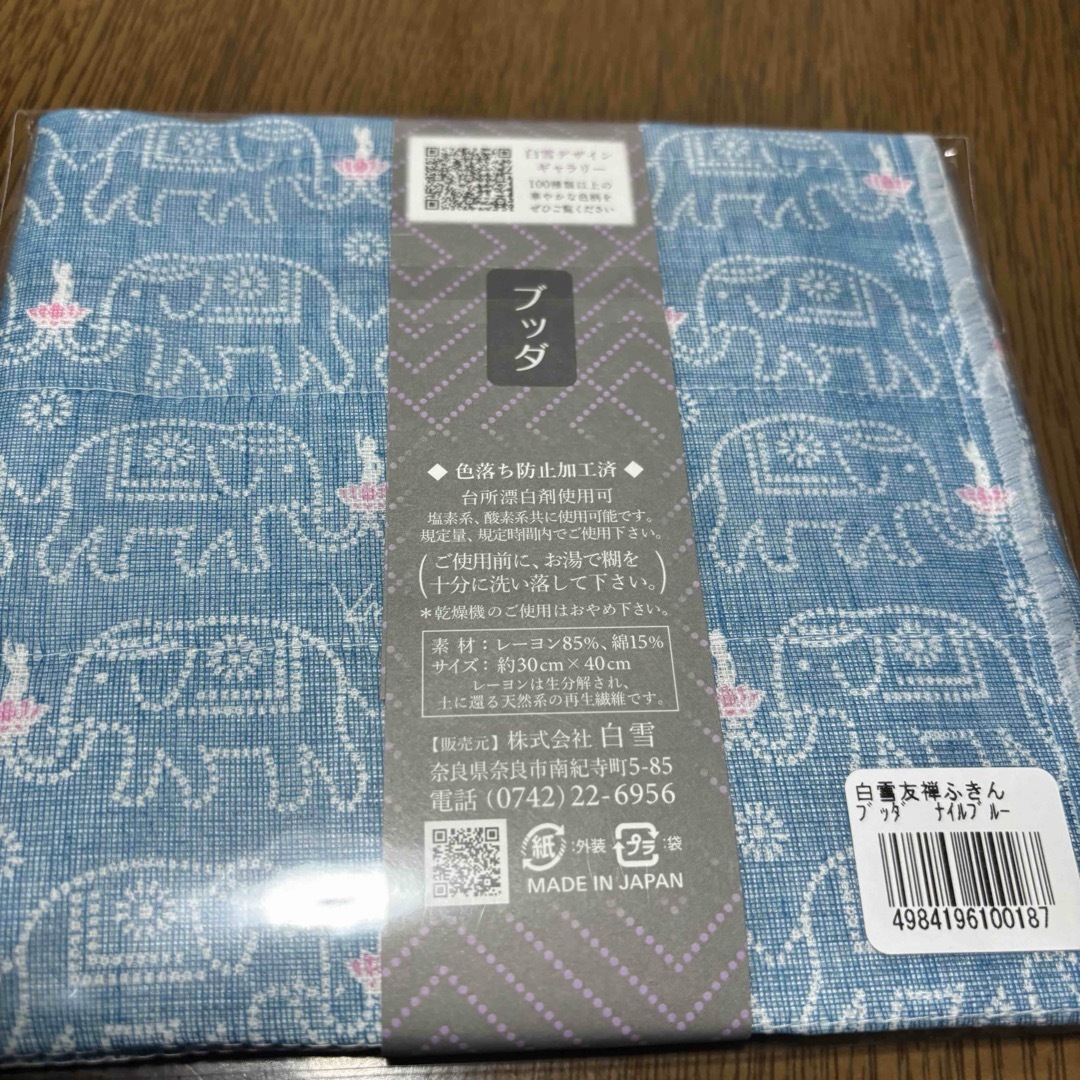 白雪デザイン
ギャラリー
100種類以上の
華やかな色柄を
ぜひご覧ください
ブッダ
◆ 色落ち防止加工済 ◆
台所漂白剤使用可
塩素系、酸素系共に使用可能です。
規定量、規定時間内でご使用下さい。
(ご使用前に、お湯で糊を
十分に洗い落して下さい。)
*乾燥機のご使用はおやめ下さい。
素 材:レーヨン85%、綿15%
サイズ: 約30cm×40cm
レーヨンは生分解され、
土に還る天然系の再生繊維です。
【販売元】株式会社 白雪
奈良県奈良市南紀寺町5-85
電話 (0742) 22-6956
紙 :外装 プラ :袋
MADE IN JAPAN
白雪友禅ふきん
ブッダ ナイルブルー
4984196100187